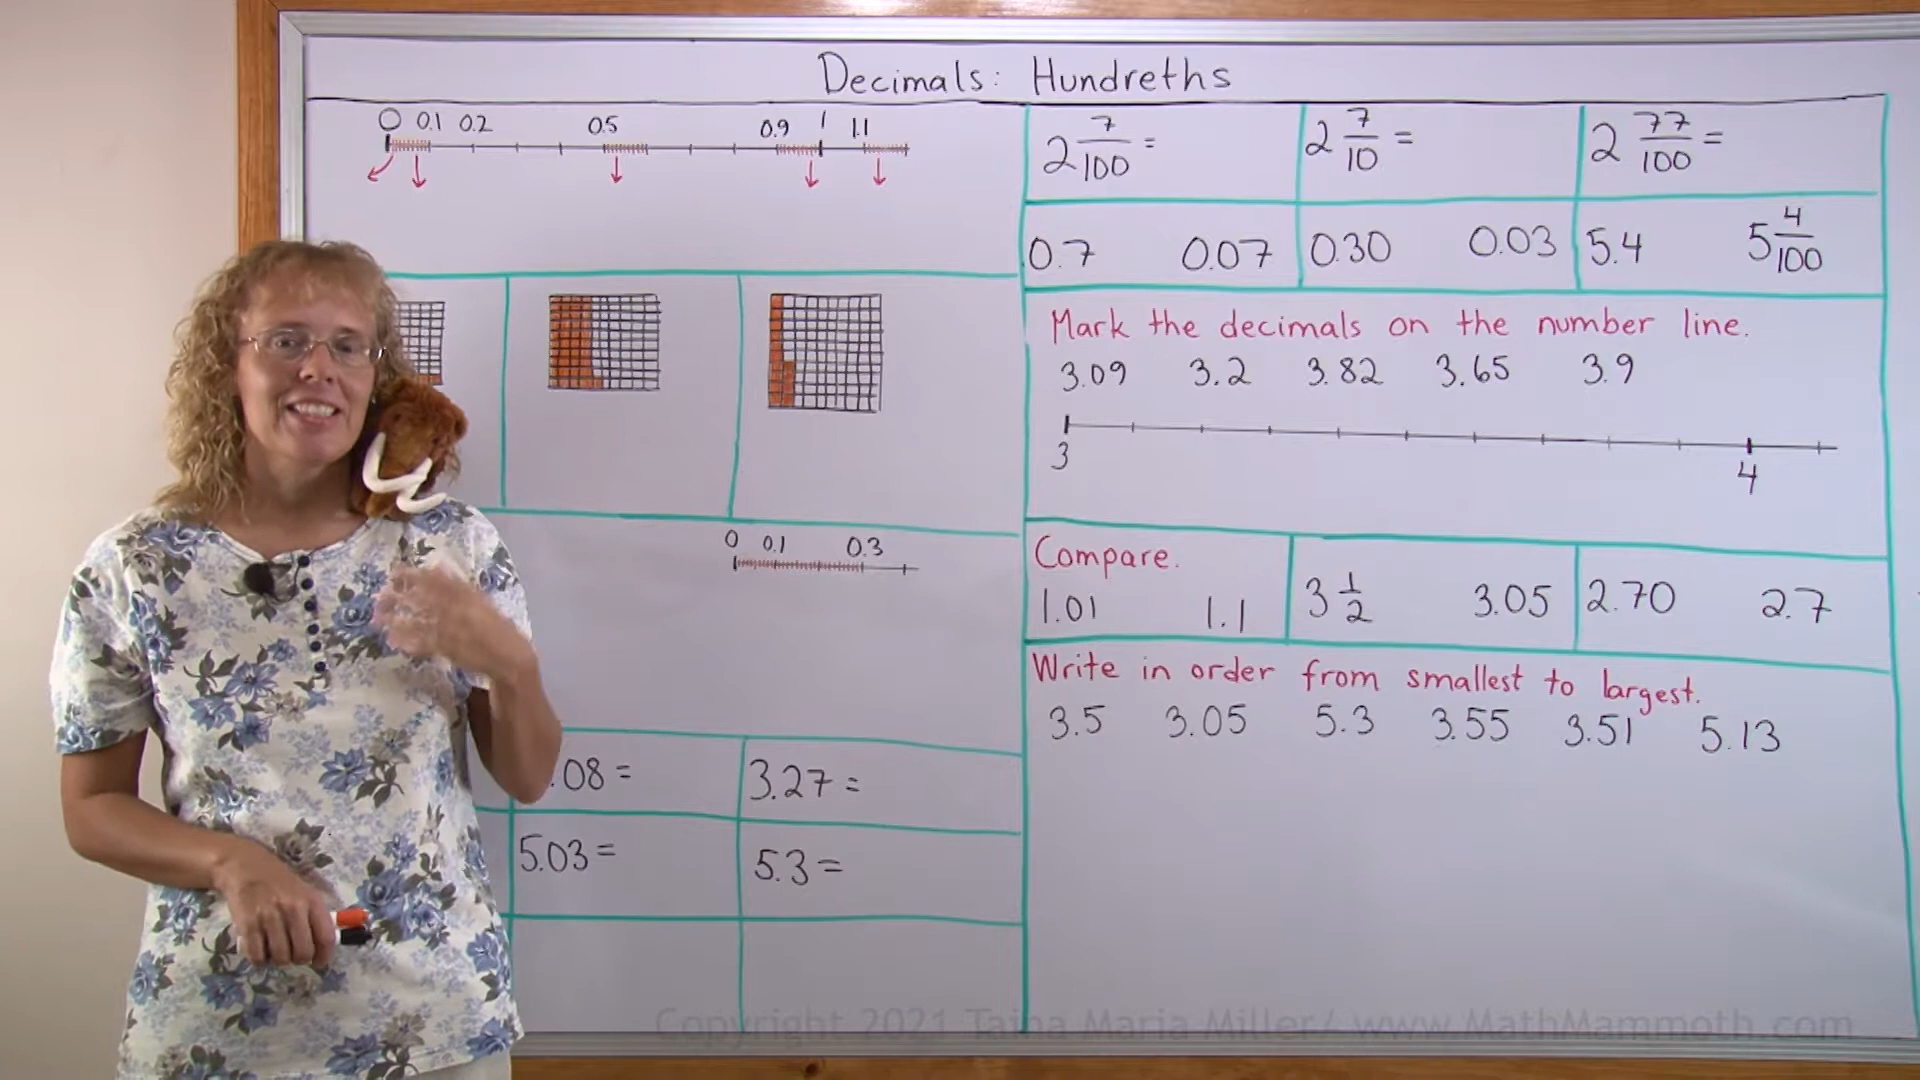 Decimals: Hundreths
0 0.1 0.2 0.5 0.9 1 1.1
0 0.1 0.3
.08 = 3.27 =
5.03 = 5.3 =
2 7/100 = 2 7/10 = 2 77/100 =
0.7 0.07 0.30 0.03 5.4 5 4/100
Mark the decimals on the number line.
3.09 3.2 3.82 3.65 3.9
3 4
Compare.
1.01 1.1 3 1/2 3.05 2.70 2.7
Write in order from smallest to largest.
3.5 3.05 5.3 3.55 3.51 5.13
Copyright 2021 Taina Maria Miller / www.MathMammoth.com